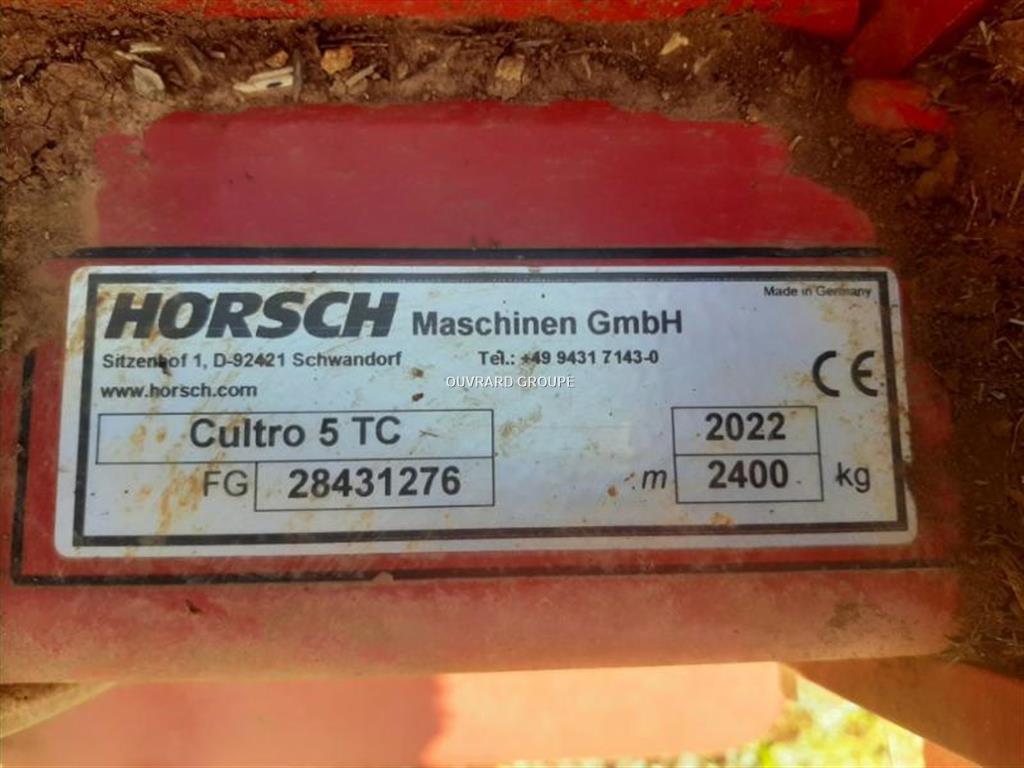 HORSCH Maschinen GmbH
Made in Germany
Sitzenhof 1, D-92421 Schwandorf Tel.: +49 9431 7143-0
www.horsch.com
CE
OUVRARD GROUPE
Cultro 5 TC 2022
FG 28431276 m 2400 kg